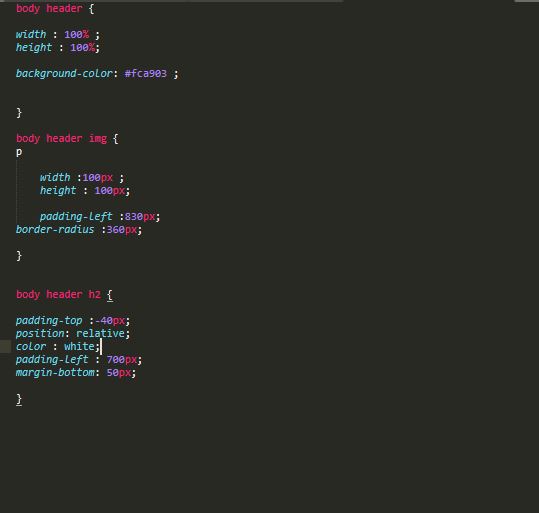 body header {
width : 100% ;
height : 100%;
background-color: #fca903 ;
}
body header img {
p
width :100px ;
height : 100px;
padding-left :830px;
border-radius :360px;
}
body header h2 {
padding-top :-40px;
position: relative;
color : white;
padding-left : 700px;
margin-bottom: 50px;
}